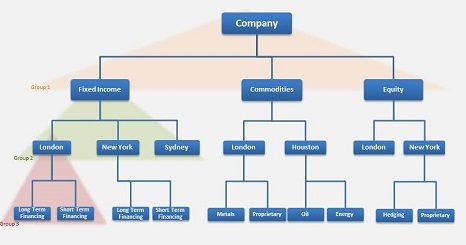 Company
Group 1
Fixed Income
Commodities
Equity
London
New York
Sydney
London
Houston
London
New York
Group 2
Long Term
Financing
Short Term
Financing
Long Term
Financing
Short Term
Financing
Metals
Proprietary
Oil
Energy
Hedging
Proprietary
Group 3